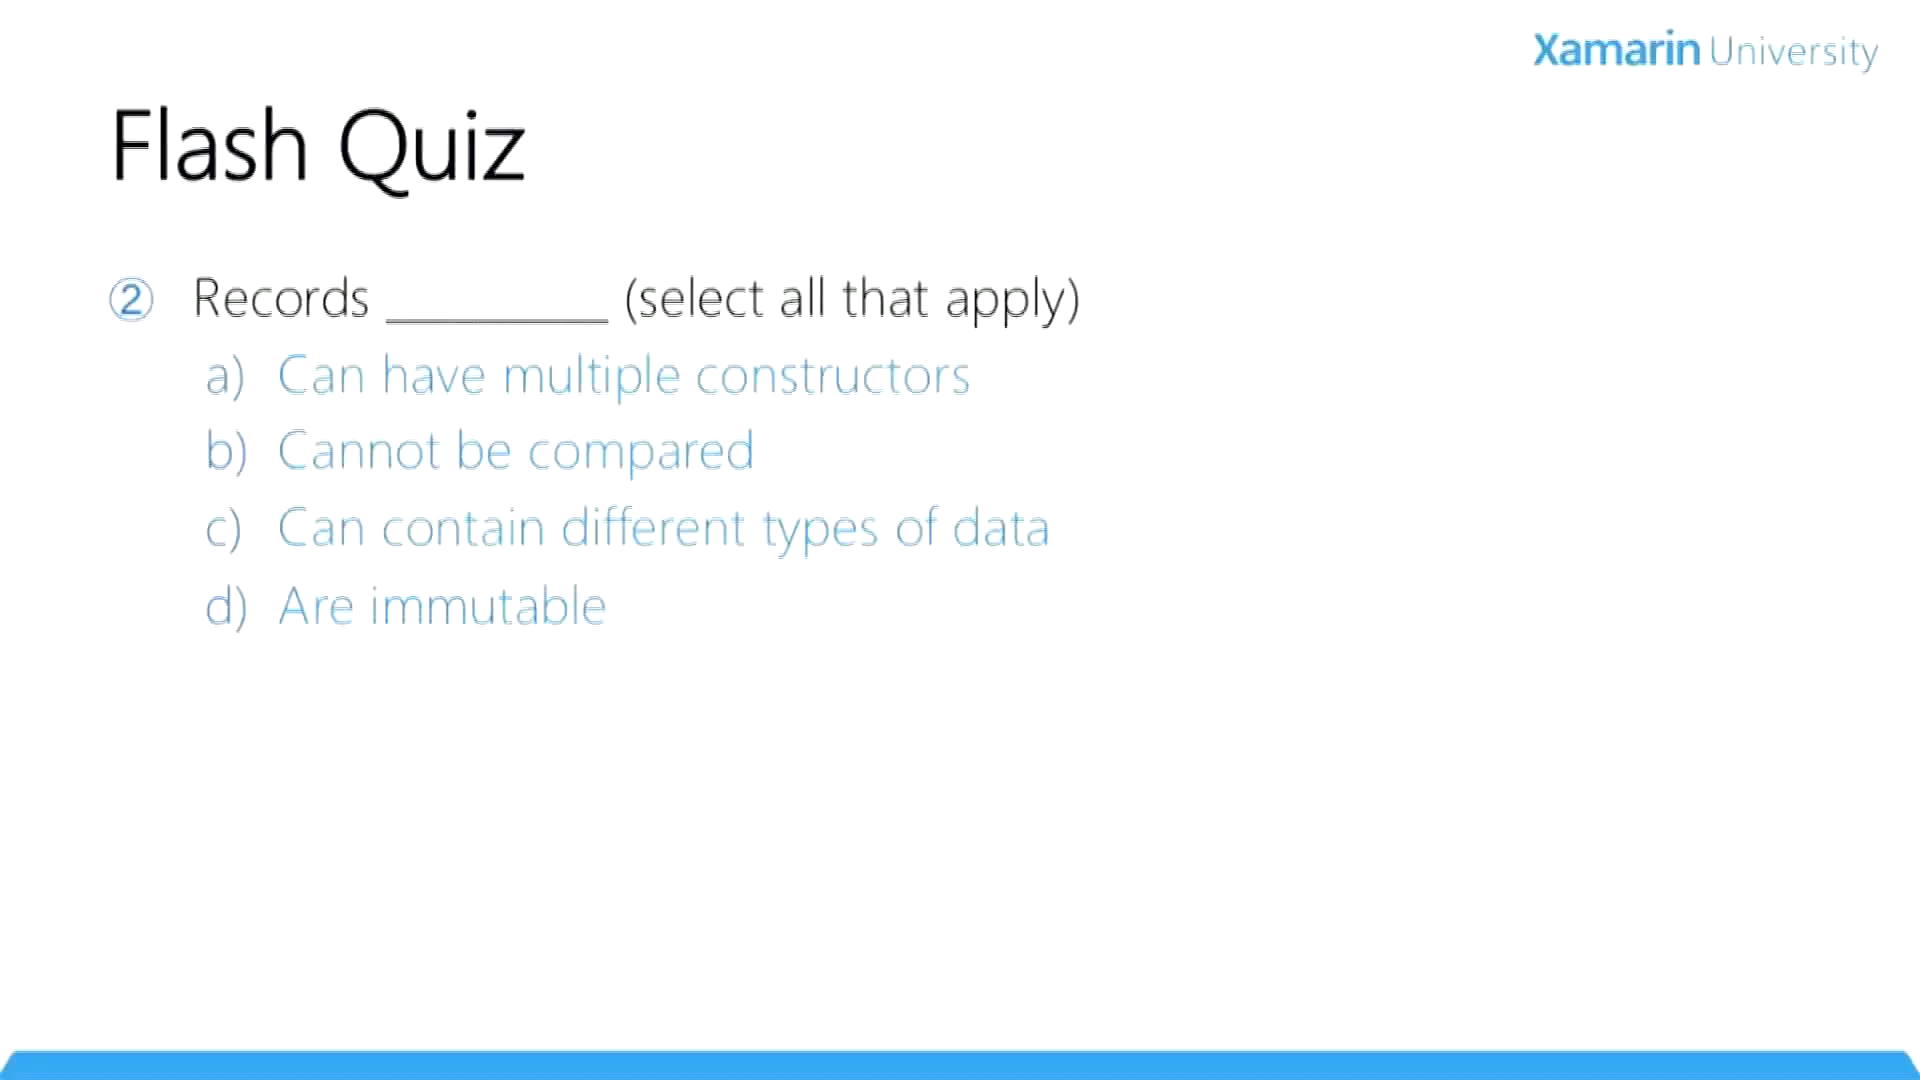 Xamarin University
Flash Quiz
② Records ________ (select all that apply)
a) Can have multiple constructors
b) Cannot be compared
c) Can contain different types of data
d) Are immutable